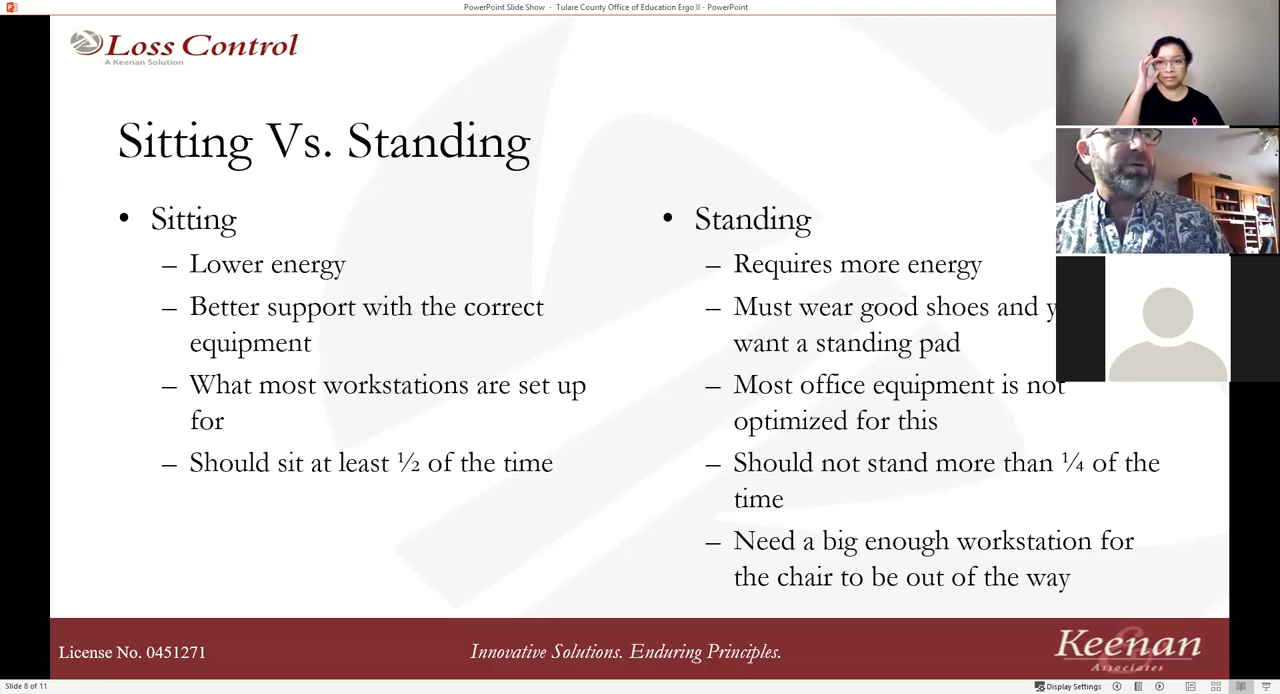 PowerPoint Slide Show - Tulare County Office of Education Ergo II - PowerPoint
Loss Control
A Keenan Solution
Sitting Vs. Standing
• Sitting
– Lower energy
– Better support with the correct
equipment
– What most workstations are set up
for
– Should sit at least ½ of the time
• Standing
– Requires more energy
– Must wear good shoes and
want a standing pad
– Most office equipment is not
optimized for this
– Should not stand more than ¼ of the
time
– Need a big enough workstation for
the chair to be out of the way
License No. 0451271
Innovative Solutions. Enduring Principles.
Keenan
& Associates
Slide 8 of 11
Display Settings